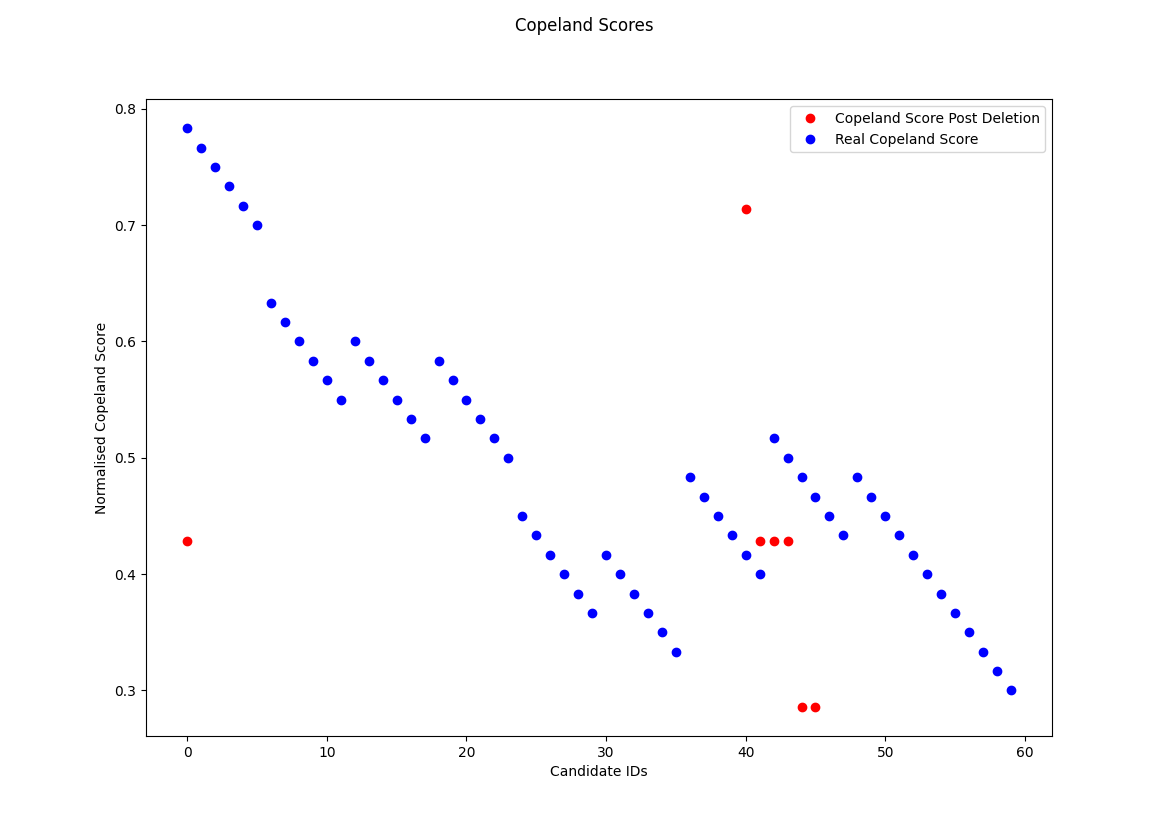 Copeland Scores
Copeland Score Post Deletion
Real Copeland Score
Normalised Copeland Score
0.8
0.7
0.6
0.5
0.4
0.3
0 10 20 30 40 50 60
Candidate IDs